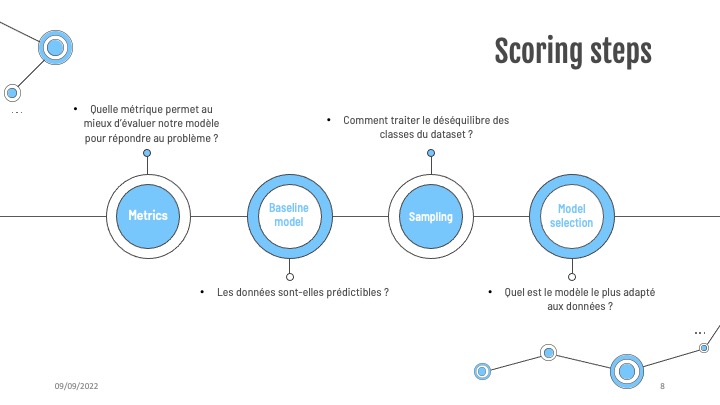 Scoring steps
• Quelle métrique permet au
mieux d'évaluer notre modèle
pour répondre au problème ?
• Comment traiter le déséquilibre des
classes du dataset ?
Metrics
Baseline
model
Sampling
Model
selection
• Les données sont-elles prédictibles ?
• Quel est le modèle le plus adapté
aux données ?
09/09/2022
8